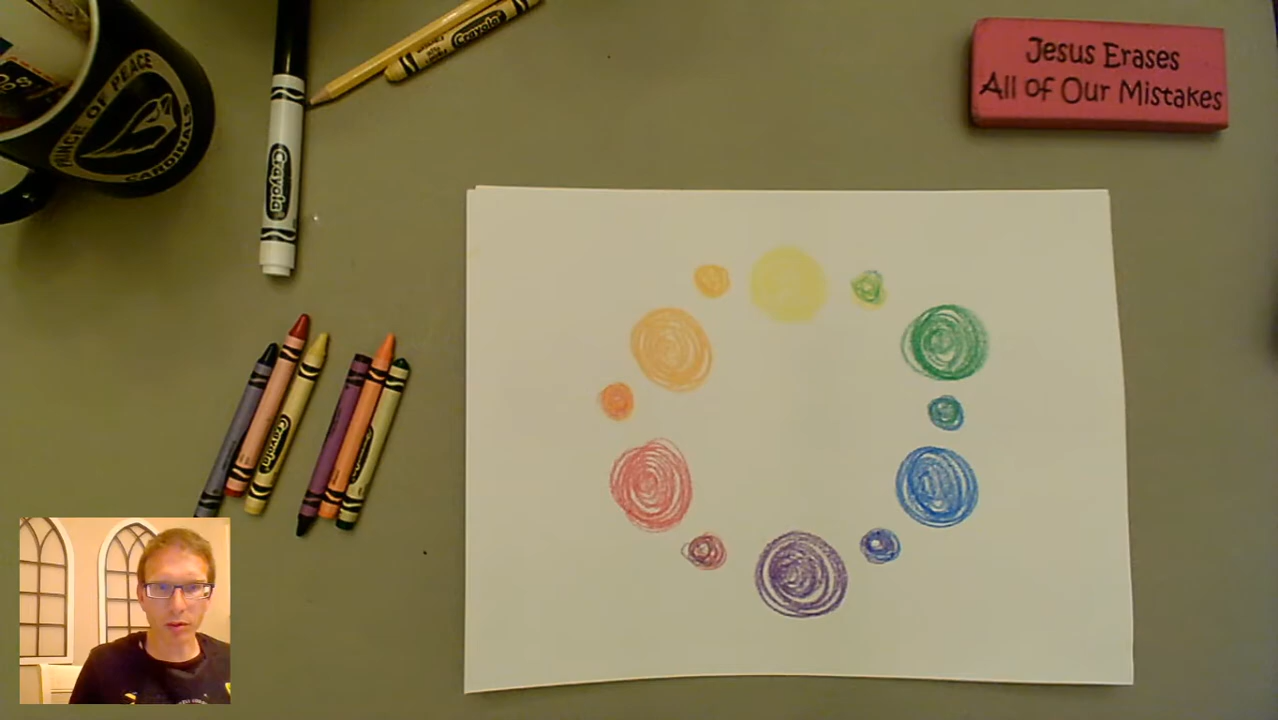 PRINCE OF PEACE
CARDINALS
Crayola
Crayola
Jesus Erases
All of Our Mistakes
Crayola